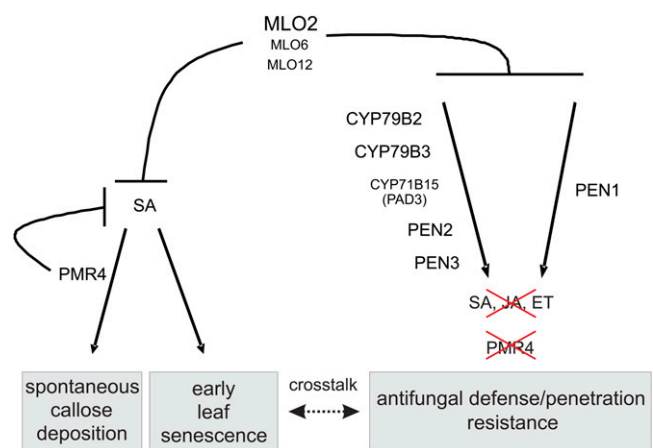 MLO2
MLO6
MLO12
CYP79B2
CYP79B3
CYP71B15
(PAD3)
PEN2
PEN3
PEN1
SA
PMR4
SA, JA, ET
PMR4
spontaneous
callose
deposition
early
leaf
senescence
crosstalk
antifungal defense/penetration
resistance